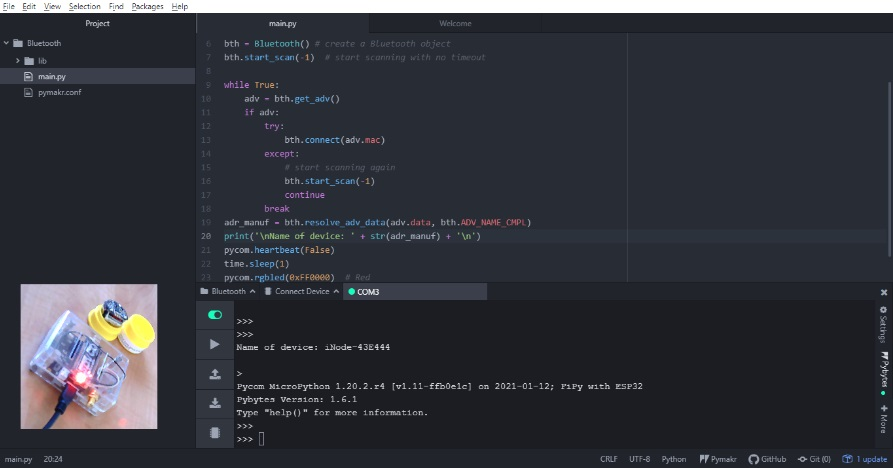 File Edit View Selection Find Packages Help
Project
main.py
Welcome
Bluetooth
lib
main.py
pymakr.conf
6 bth = Bluetooth() # create a Bluetooth object
7 bth.start_scan(-1) # start scanning with no timeout
8
9 while True:
10 adv = bth.get_adv()
11 if adv:
12 try:
13 bth.connect(adv.mac)
14 except:
15 # start scanning again
16 bth.start_scan(-1)
17 continue
18 break
19 adr_manuf = bth.resolve_adv_data(adv.data, bth.ADV_NAME_CMPL)
20 print('\nName of device: ' + str(adr_manuf) + '\n')
21 pycom.heartbeat(False)
22 time.sleep(1)
23 pycom.rgbled(0xFF0000) # Red
Bluetooth Connect Device COM3
>>>
>>>
Name of device: iNode-43E444
>
Pycom MicroPython 1.20.2.r4 [v1.11-ffb0e1c] on 2021-01-12; FiPy with ESP32
Pybytes Version: 1.6.1
Type "help()" for more information.
>>>
>>>
Settings
Pybytes
More
main.py 20:24
CRLF UTF-8 Python Pymakr GitHub Git (0) 1 update